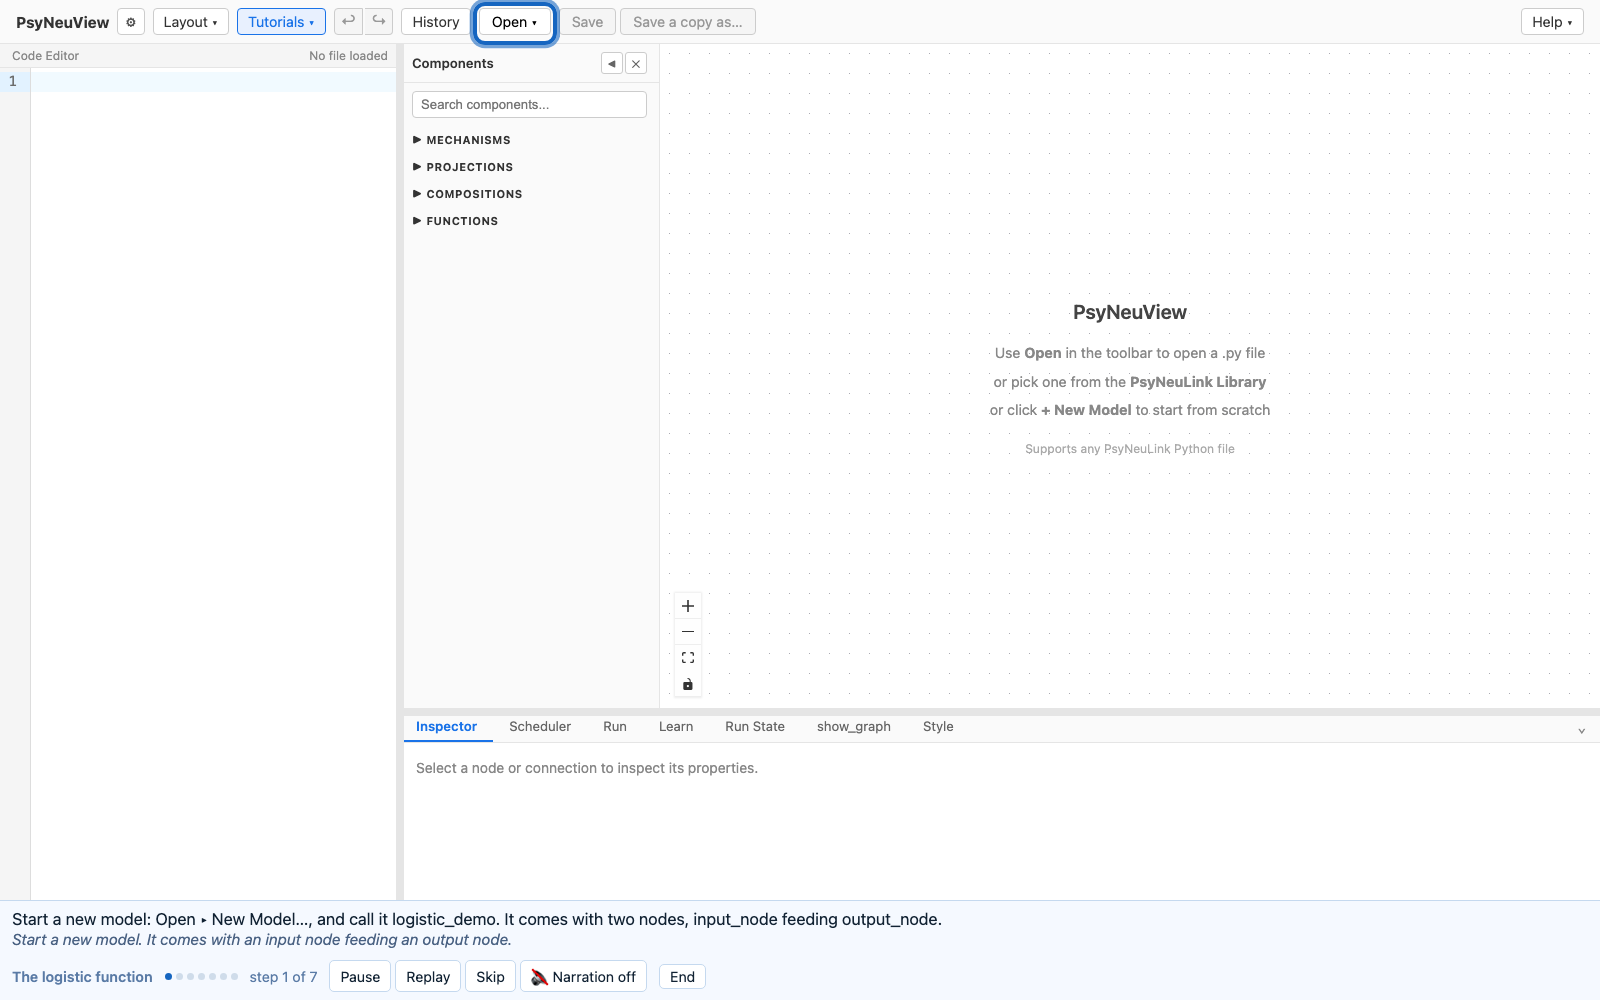 PsyNeuView
Layout ▾
Tutorials ▾
History
Open ▾
Save
Save a copy as...
Help ▾
Code Editor
No file loaded
1
Components
Search components...
MECHANISMS
PROJECTIONS
COMPOSITIONS
FUNCTIONS
PsyNeuView
Use Open in the toolbar to open a .py file
or pick one from the PsyNeuLink Library
or click + New Model to start from scratch
Supports any PsyNeuLink Python file
Inspector
Scheduler
Run
Learn
Run State
show_graph
Style
Select a node or connection to inspect its properties.
Start a new model: Open ▸ New Model..., and call it logistic_demo. It comes with two nodes, input_node feeding output_node.
Start a new model. It comes with an input node feeding an output node.
The logistic function
step 1 of 7
Pause
Replay
Skip
Narration off
End